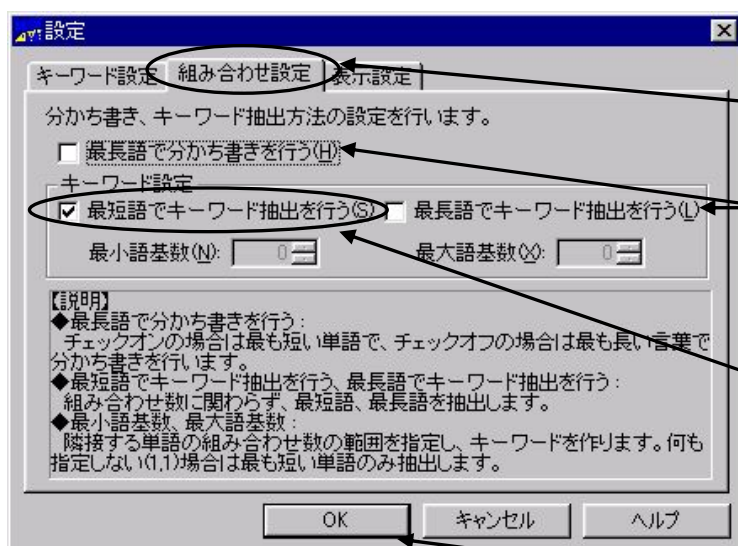 設定
キーワード設定 組み合わせ設定 表示設定
分かち書き、キーワード抽出方法の設定を行います。
最長語で分かち書きを行う(H)
キーワード設定
最短語でキーワード抽出を行う(S) 最長語でキーワード抽出を行う(L)
最小語基数(N): 0 最大語基数(X): 0
【説明】
◆最長語で分かち書きを行う:
チェックオンの場合は最も短い単語で、チェックオフの場合は最も長い言葉で
分かち書きを行います。
◆最短語でキーワード抽出を行う、最長語でキーワード抽出を行う:
組み合わせ数に関わらず、最短語、最長語を抽出します。
◆最小語基数、最大語基数:
隣接する単語の組み合わせ数の範囲を指定し、キーワードを作ります。何も
指定しない(1,1)場合は最も短い単語のみ抽出します。
OK キャンセル ヘルプ